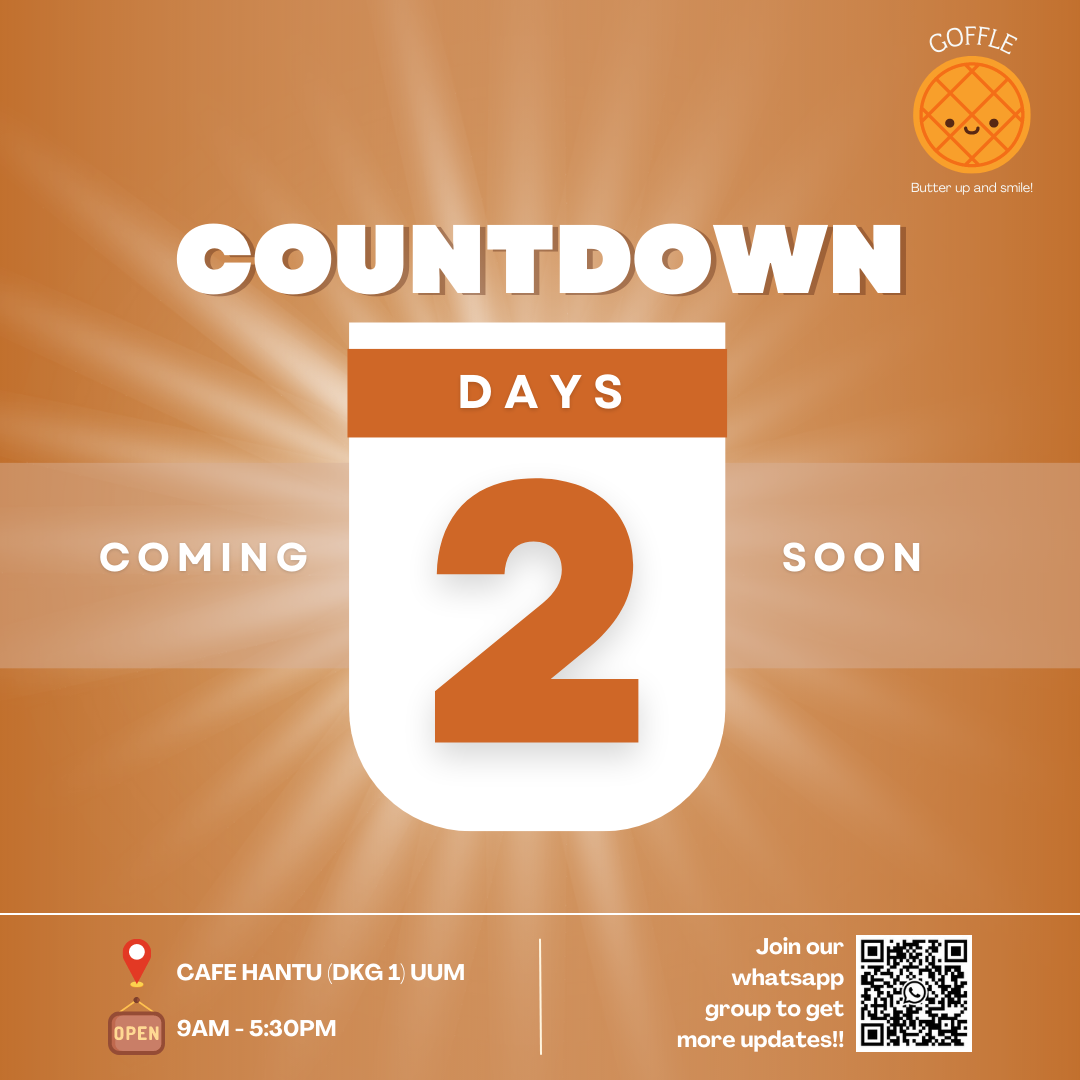 GOFFLE
Butter up and smile!
COUNTDOWN
DAYS
2
COMING
SOON
CAFE HANTU (DKG 1) UUM
OPEN
9AM - 5:30PM
Join our
whatsapp
group to get
more updates!!